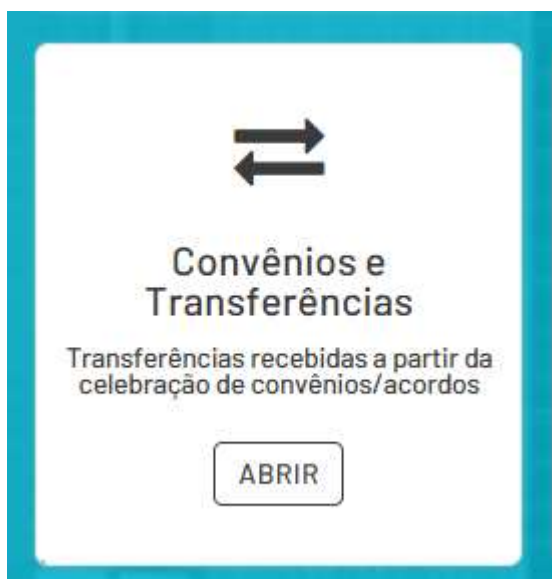 Convênios e
Transferências
Transferências recebidas a partir da
celebração de convênios/acordos
ABRIR